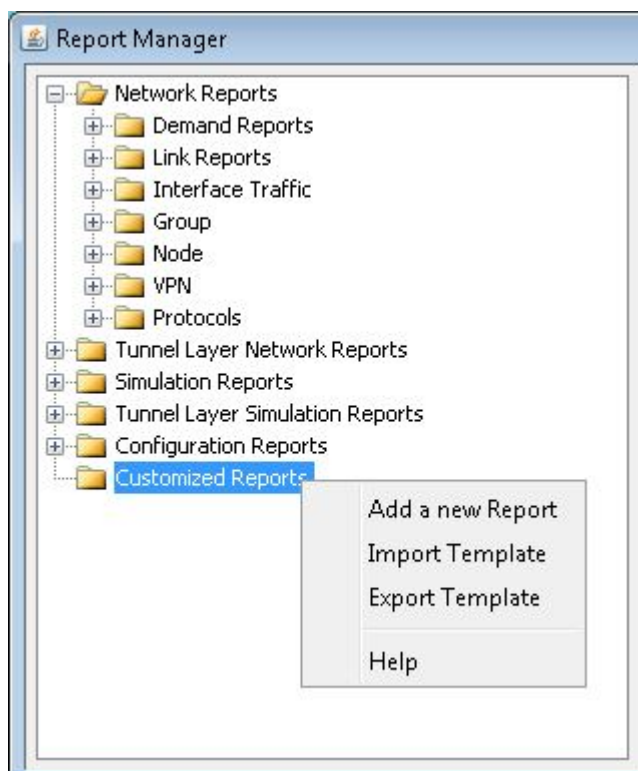 Report Manager
Network Reports
Demand Reports
Link Reports
Interface Traffic
Group
Node
VPN
Protocols
Tunnel Layer Network Reports
Simulation Reports
Tunnel Layer Simulation Reports
Configuration Reports
Customized Reports
Add a new Report
Import Template
Export Template
Help